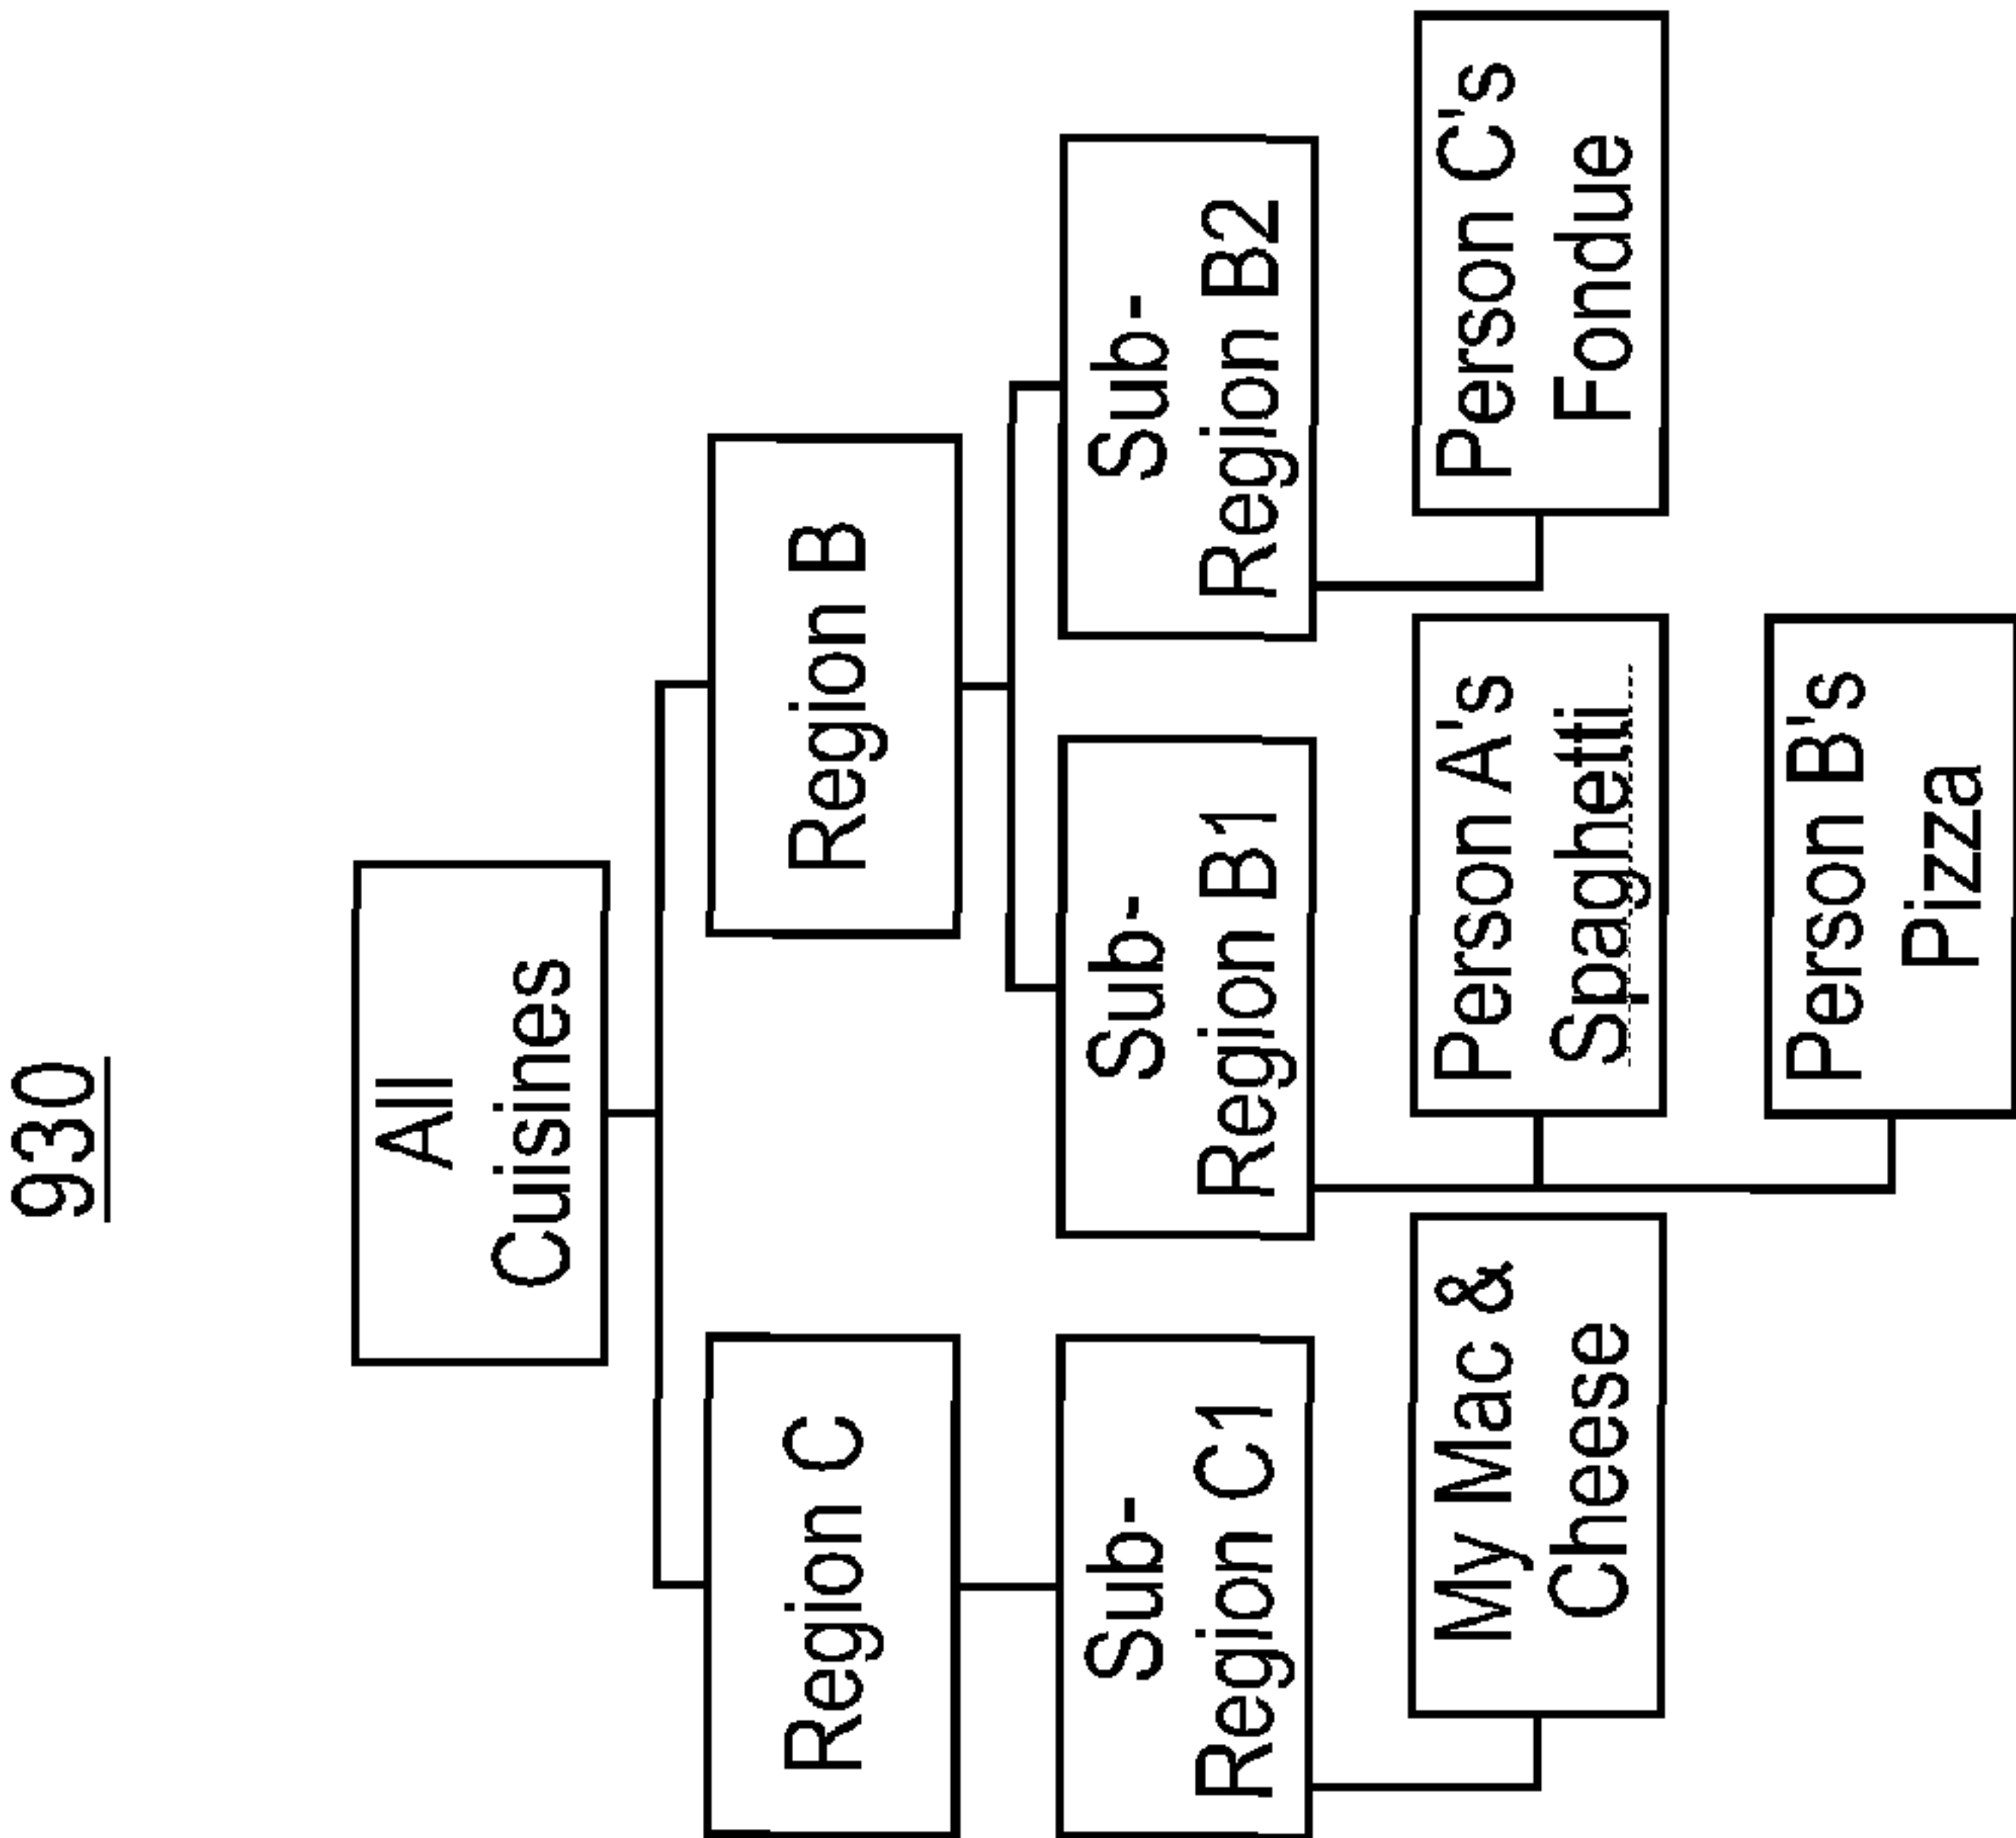 930
All
Cuisines
Region C
Region B
Sub-
Region C1
Sub-
Region B1
Sub-
Region B2
My Mac &
Cheese
Person A's
Spaghetti
Person C's
Fondue
Person B's
Pizza